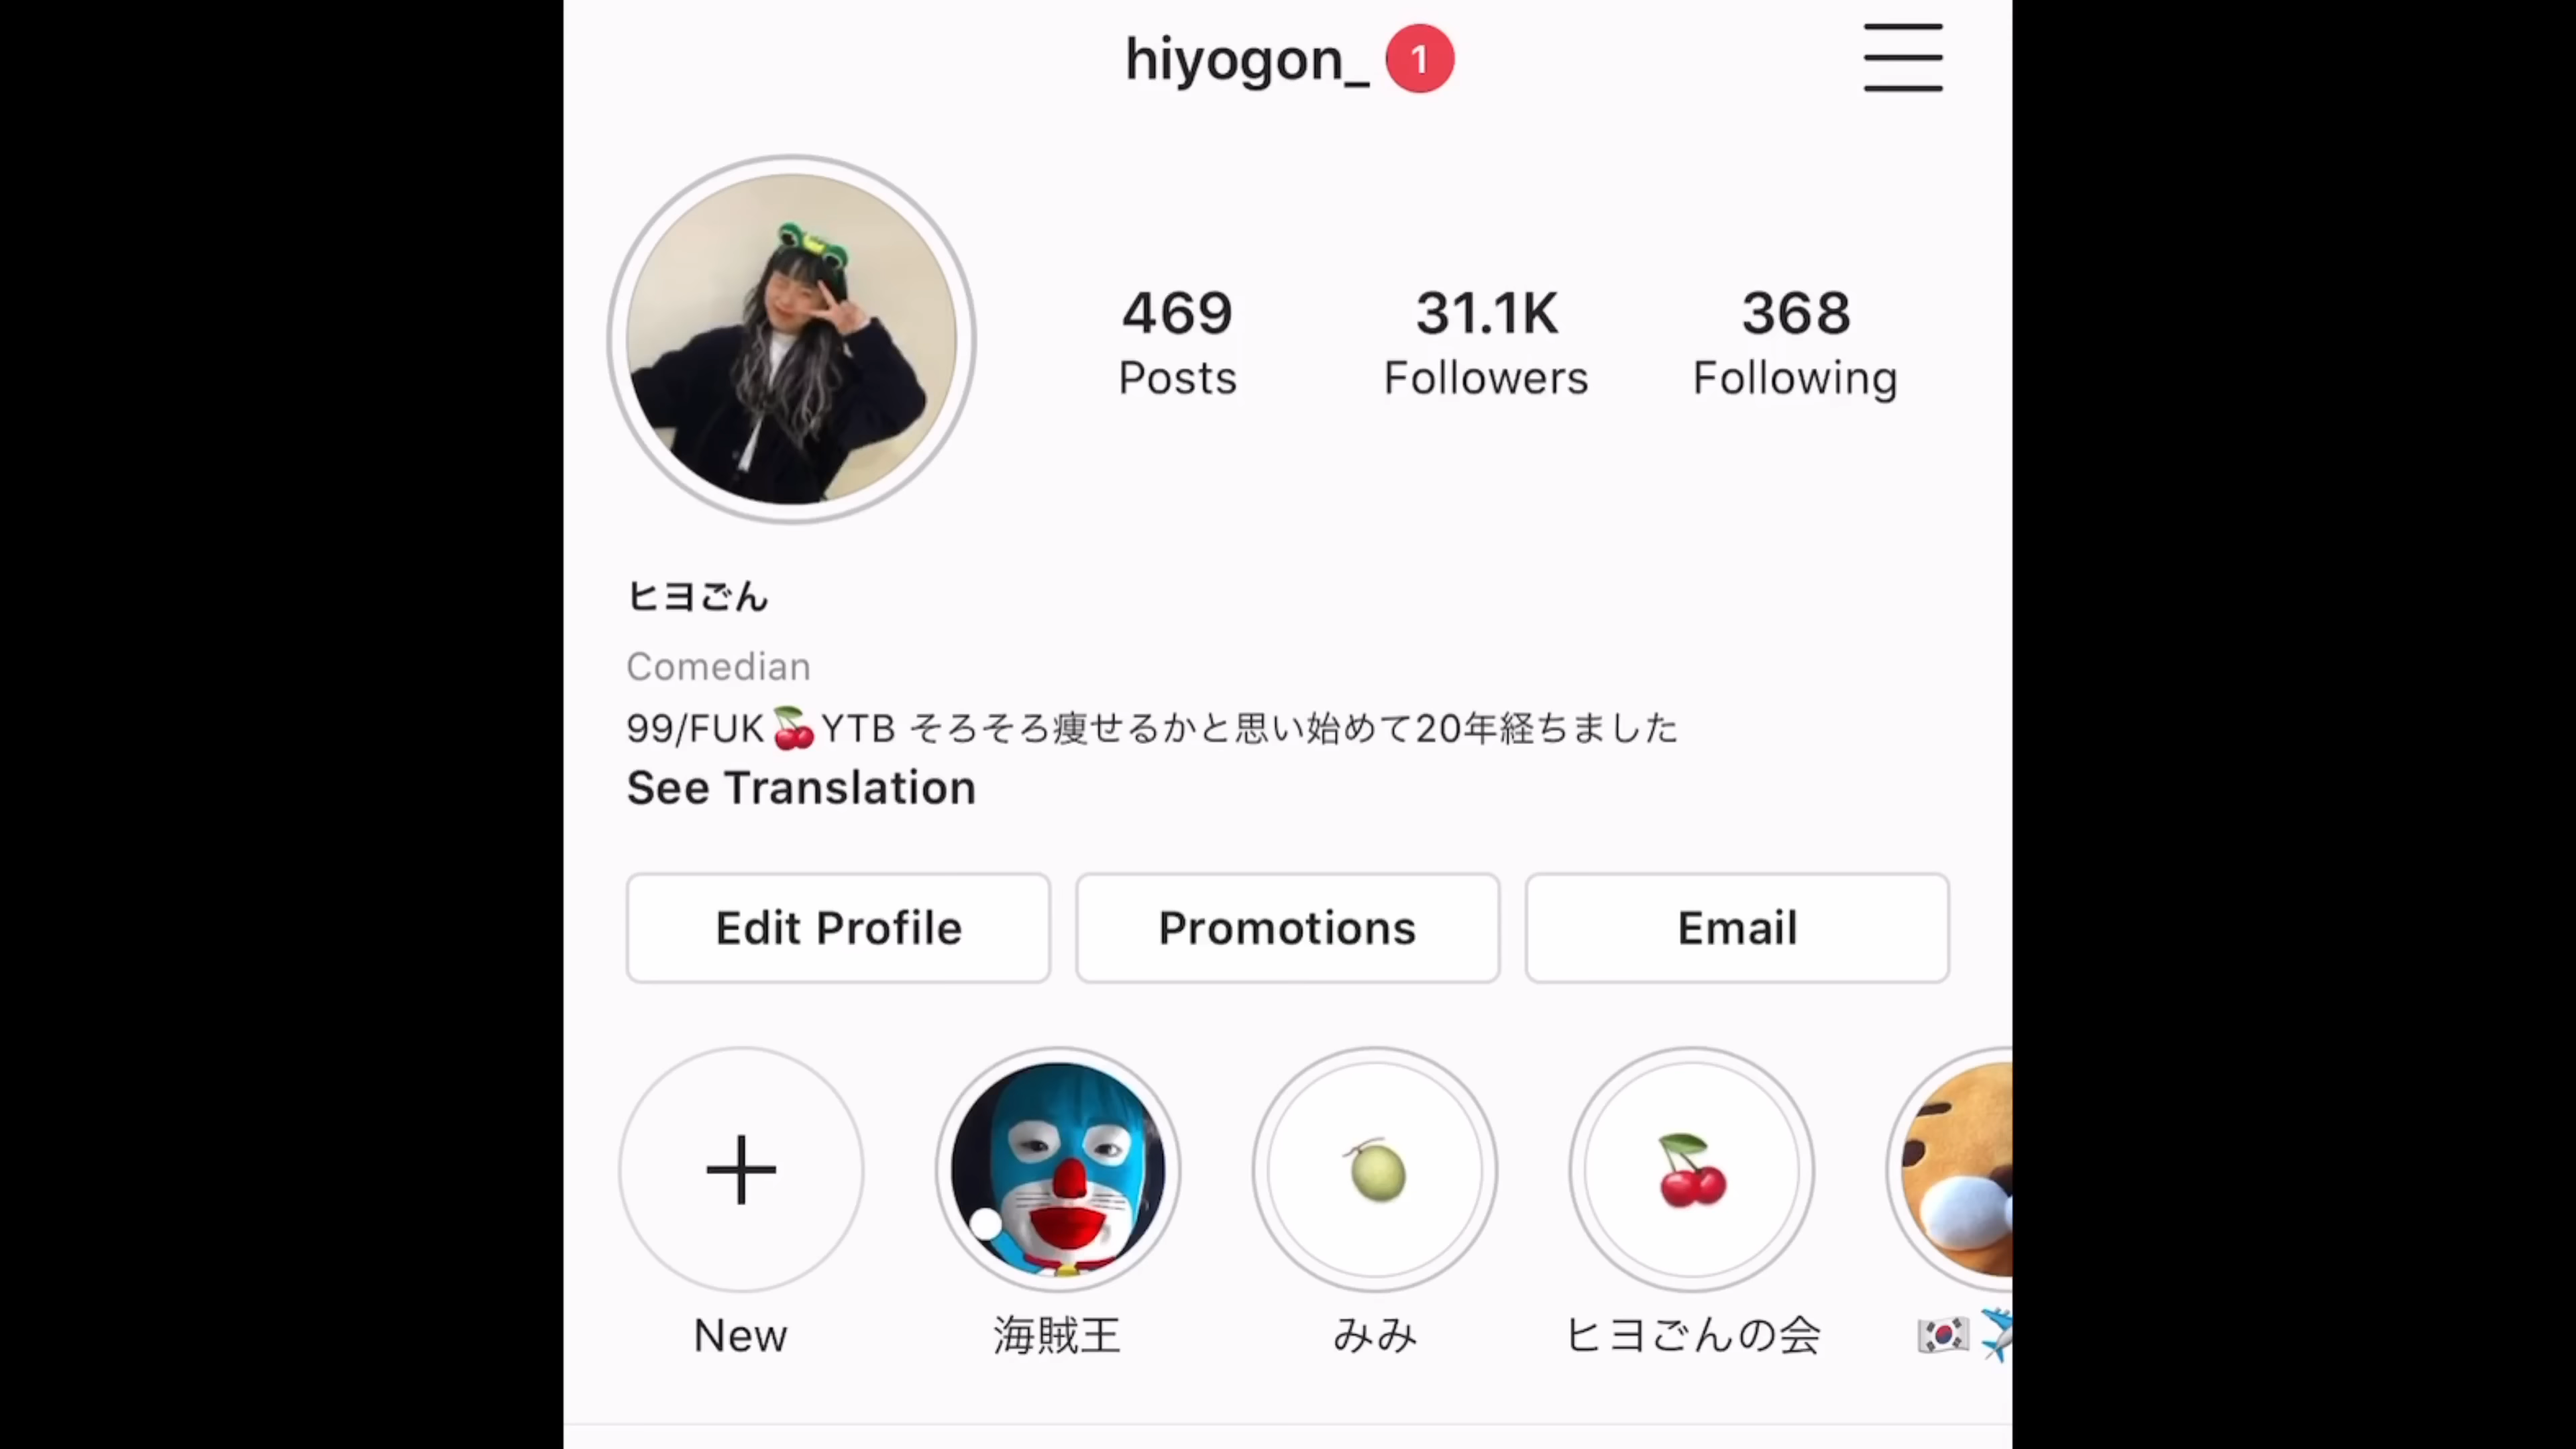 hiyogon_ 1
469 31.1K 368
Posts Followers Following
ヒヨごん
Comedian
99/FUK🍒YTB そろそろ痩せるかと思い始めて20年経ちました
See Translation
Edit Profile Promotions Email
New 海賊王 みみ ヒヨごんの会 🇰🇷✈️